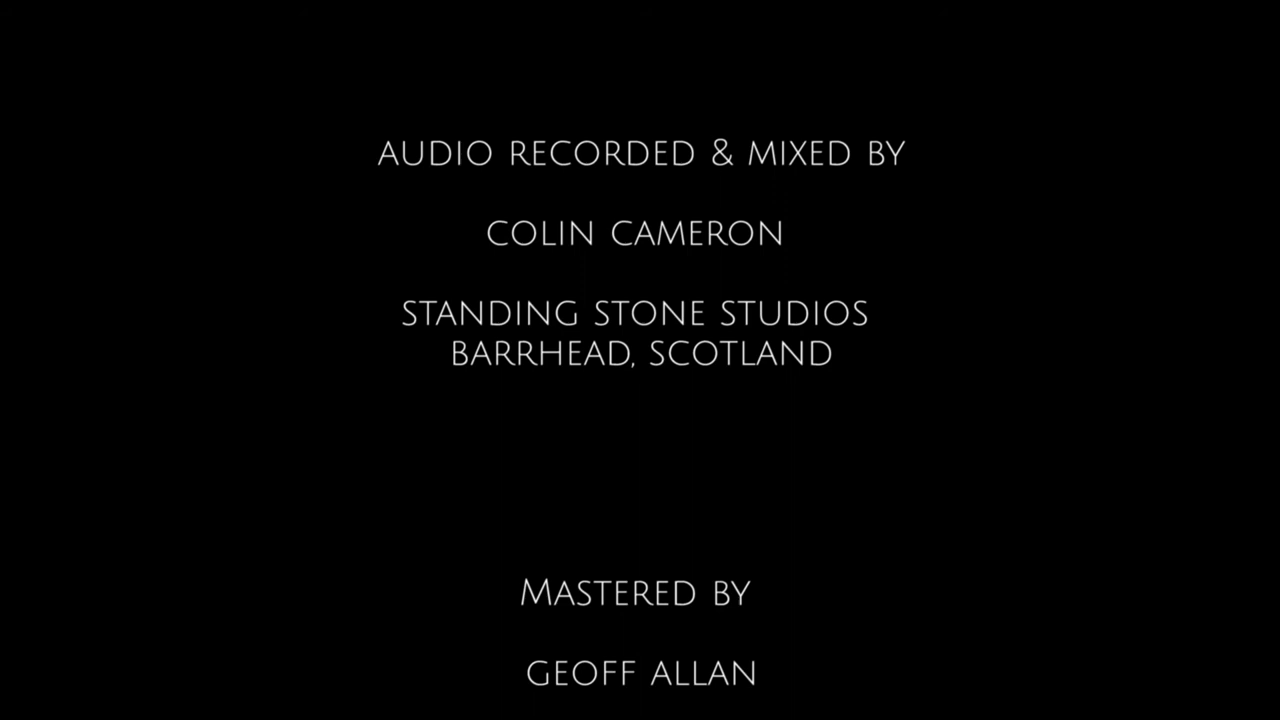 AUDIO RECORDED & MIXED BY
COLIN CAMERON
STANDING STONE STUDIOS
BARRHEAD, SCOTLAND
MASTERED BY
GEOFF ALLAN